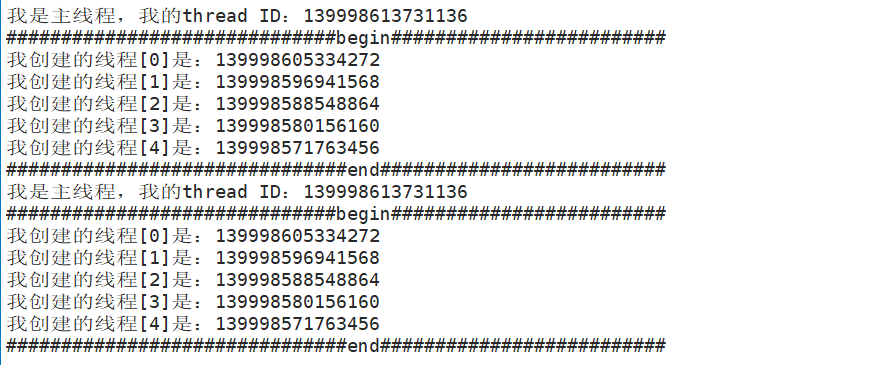 我是主线程，我的thread ID：139998613731136
##############################begin#########################
我创建的线程[0]是：139998605334272
我创建的线程[1]是：139998596941568
我创建的线程[2]是：139998588548864
我创建的线程[3]是：139998580156160
我创建的线程[4]是：139998571763456
###############################end##########################
我是主线程，我的thread ID：139998613731136
##############################begin#########################
我创建的线程[0]是：139998605334272
我创建的线程[1]是：139998596941568
我创建的线程[2]是：139998588548864
我创建的线程[3]是：139998580156160
我创建的线程[4]是：139998571763456
###############################end##########################